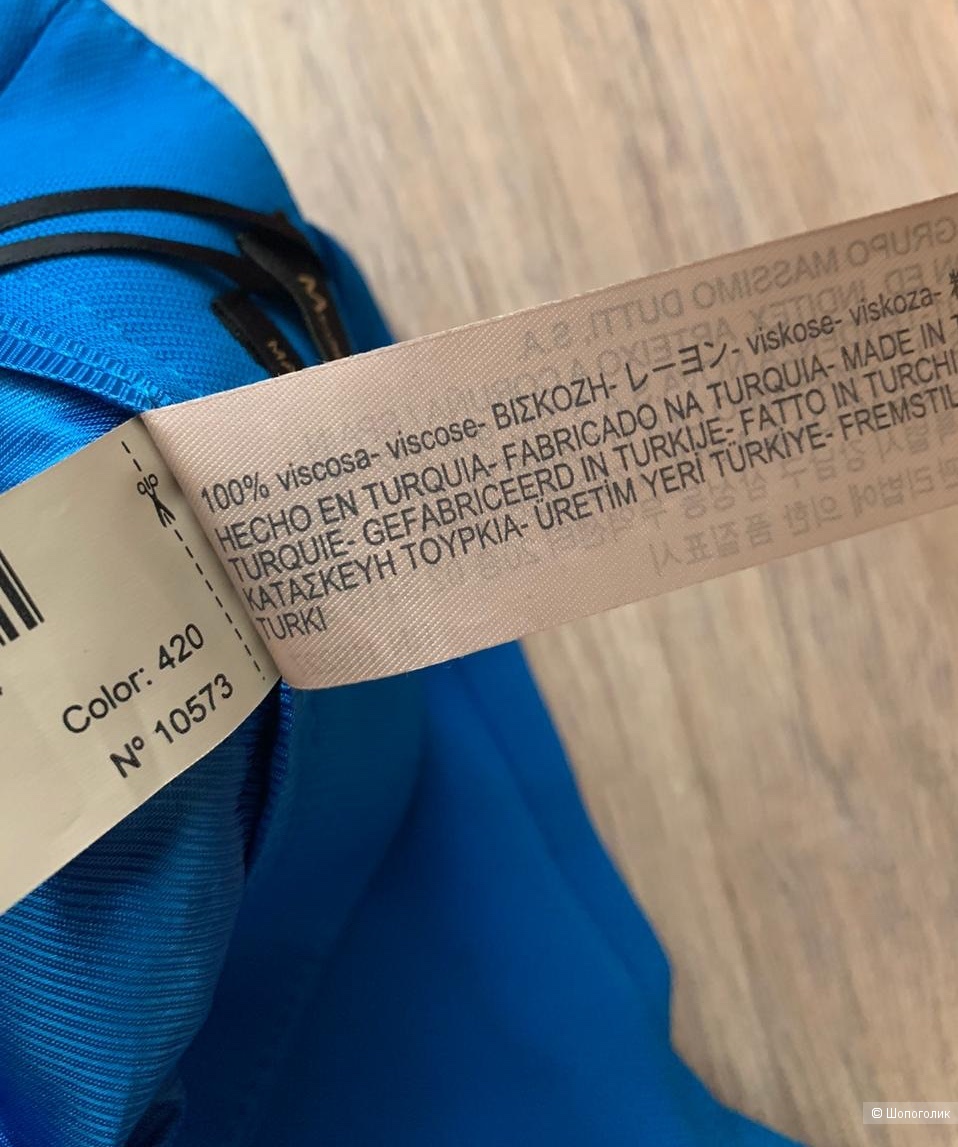 100% viscosa- viscose- ΒΙΣΚΟΖΗ- レーヨン- viskose- viskoza-
HECHO EN TURQUIA- FABRICADO NA TURQUIA- MADE IN
TURQUIE- GEFABRICEERD IN TURKIJE- FATTO IN TURCHI
ΚΑΤΑΣΚΕΥΗ ΤΟΥΡΚΙΑ- ÜRETİM YERİ TÜRKİYE- FREMSTIL
TURKI
Color: 420
Nº 10573
GRUPO MASSIMO DUTTI, S.A.
© Шопоголик